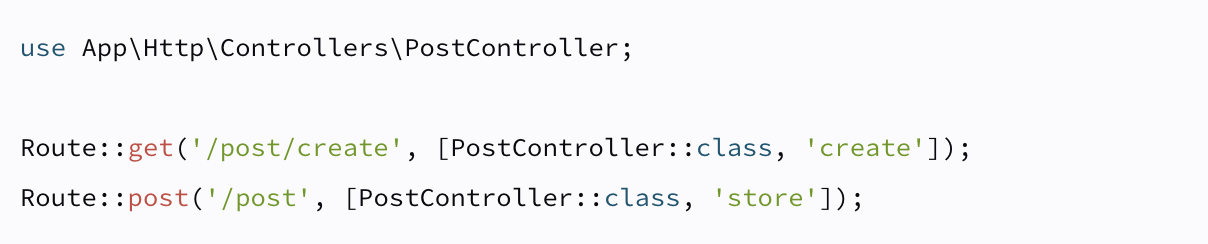 use App\Http\Controllers\PostController;
Route::get('/post/create', [PostController::class, 'create']);
Route::post('/post', [PostController::class, 'store']);